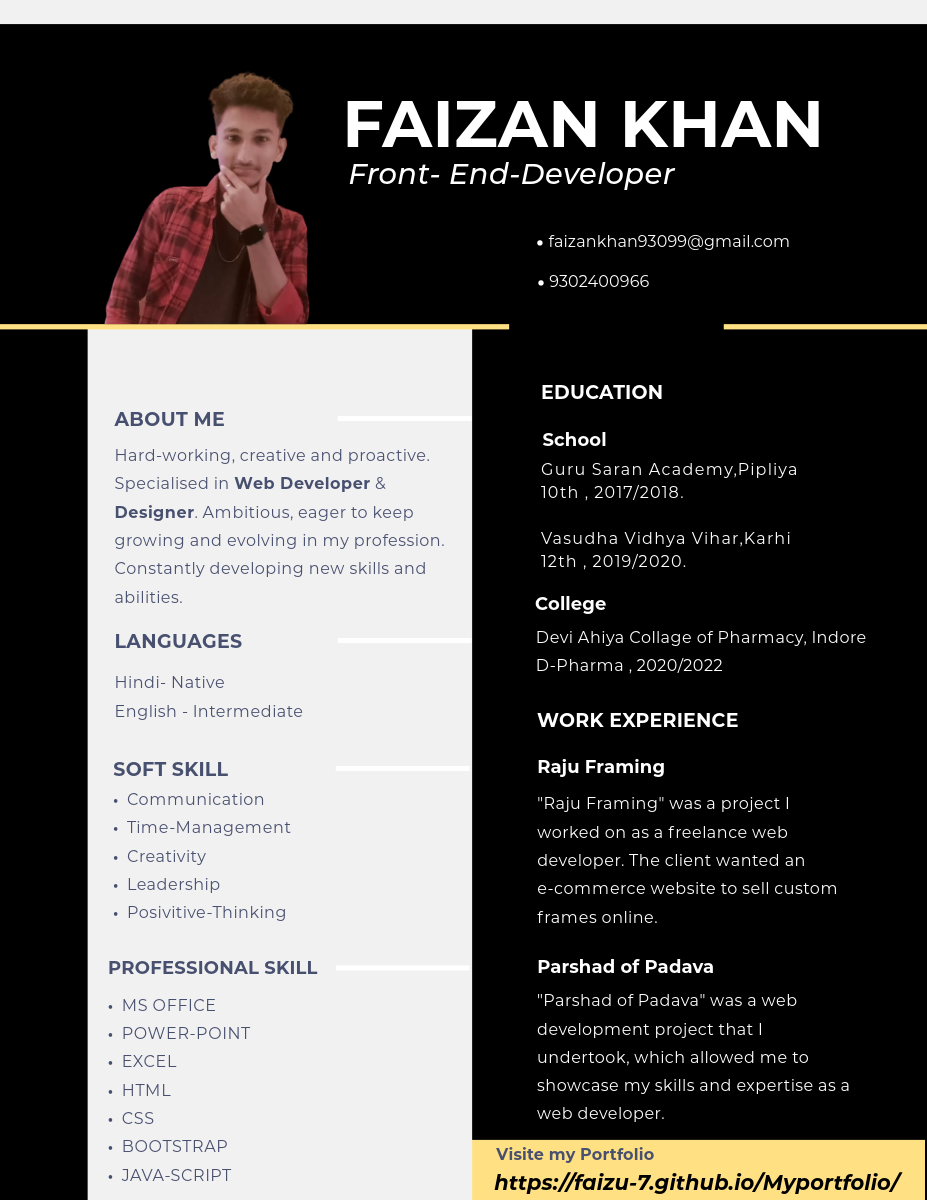 FAIZAN KHAN
Front- End-Developer
• faizankhan93099@gmail.com
• 9302400966
ABOUT ME
Hard-working, creative and proactive.
Specialised in Web Developer &
Designer. Ambitious, eager to keep
growing and evolving in my profession.
Constantly developing new skills and
abilities.
LANGUAGES
Hindi- Native
English - Intermediate
SOFT SKILL
• Communication
• Time-Management
• Creativity
• Leadership
• Posivitive-Thinking
PROFESSIONAL SKILL
• MS OFFICE
• POWER-POINT
• EXCEL
• HTML
• CSS
• BOOTSTRAP
• JAVA-SCRIPT
EDUCATION
School
Guru Saran Academy,Pipliya
10th , 2017/2018.
Vasudha Vidhya Vihar,Karhi
12th , 2019/2020.
College
Devi Ahiya Collage of Pharmacy, Indore
D-Pharma , 2020/2022
WORK EXPERIENCE
Raju Framing
"Raju Framing" was a project I
worked on as a freelance web
developer. The client wanted an
e-commerce website to sell custom
frames online.
Parshad of Padava
"Parshad of Padava" was a web
development project that I
undertook, which allowed me to
showcase my skills and expertise as a
web developer.
Visite my Portfolio
https://faizu-7.github.io/Myportfolio/